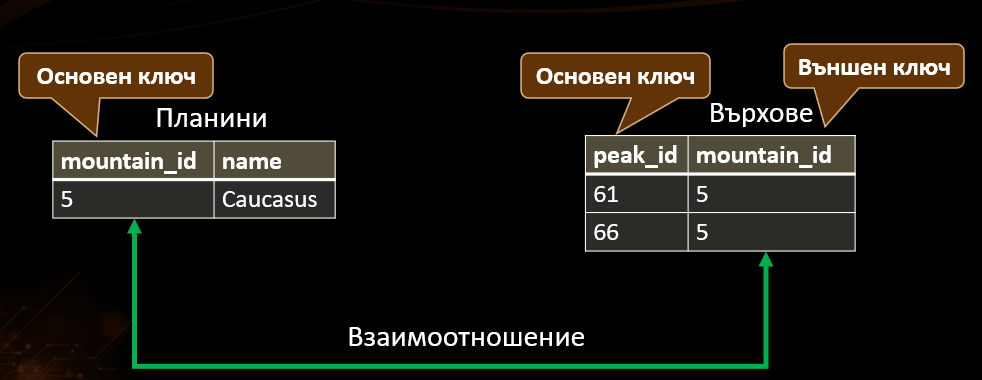 Основен ключ
Планини
mountain_id name
5 Caucasus
Основен ключ
Външен ключ
Върхове
peak_id mountain_id
61 5
66 5
Взаимоотношение